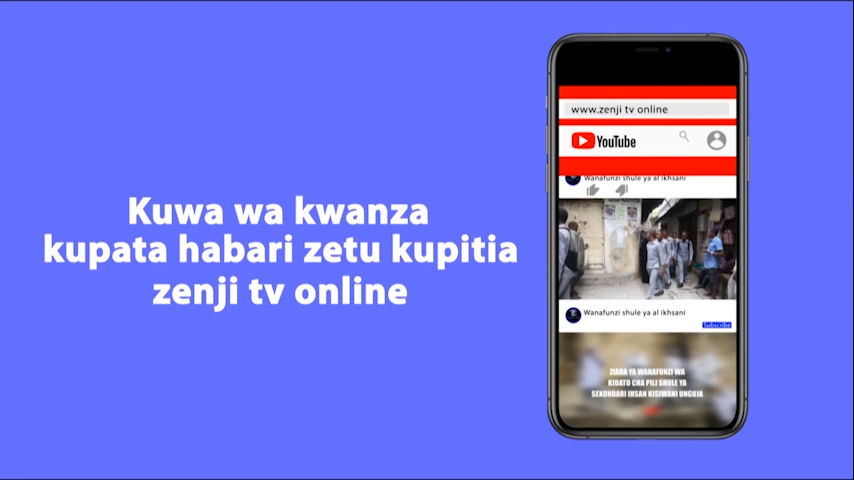 Kuwa wa kwanza
kupata habari zetu kupitia
zenji tv online
www.zenji tv online
YouTube
Wanafunzi shule ya al ikhsani
Wanafunzi shule ya al ikhsani
Subscribe
ZIARA YA WANAFUNZI WA
KIDATO CHA PILI SHULE YA
SEKONDARI IHSAN KISIWANI UNGUJA